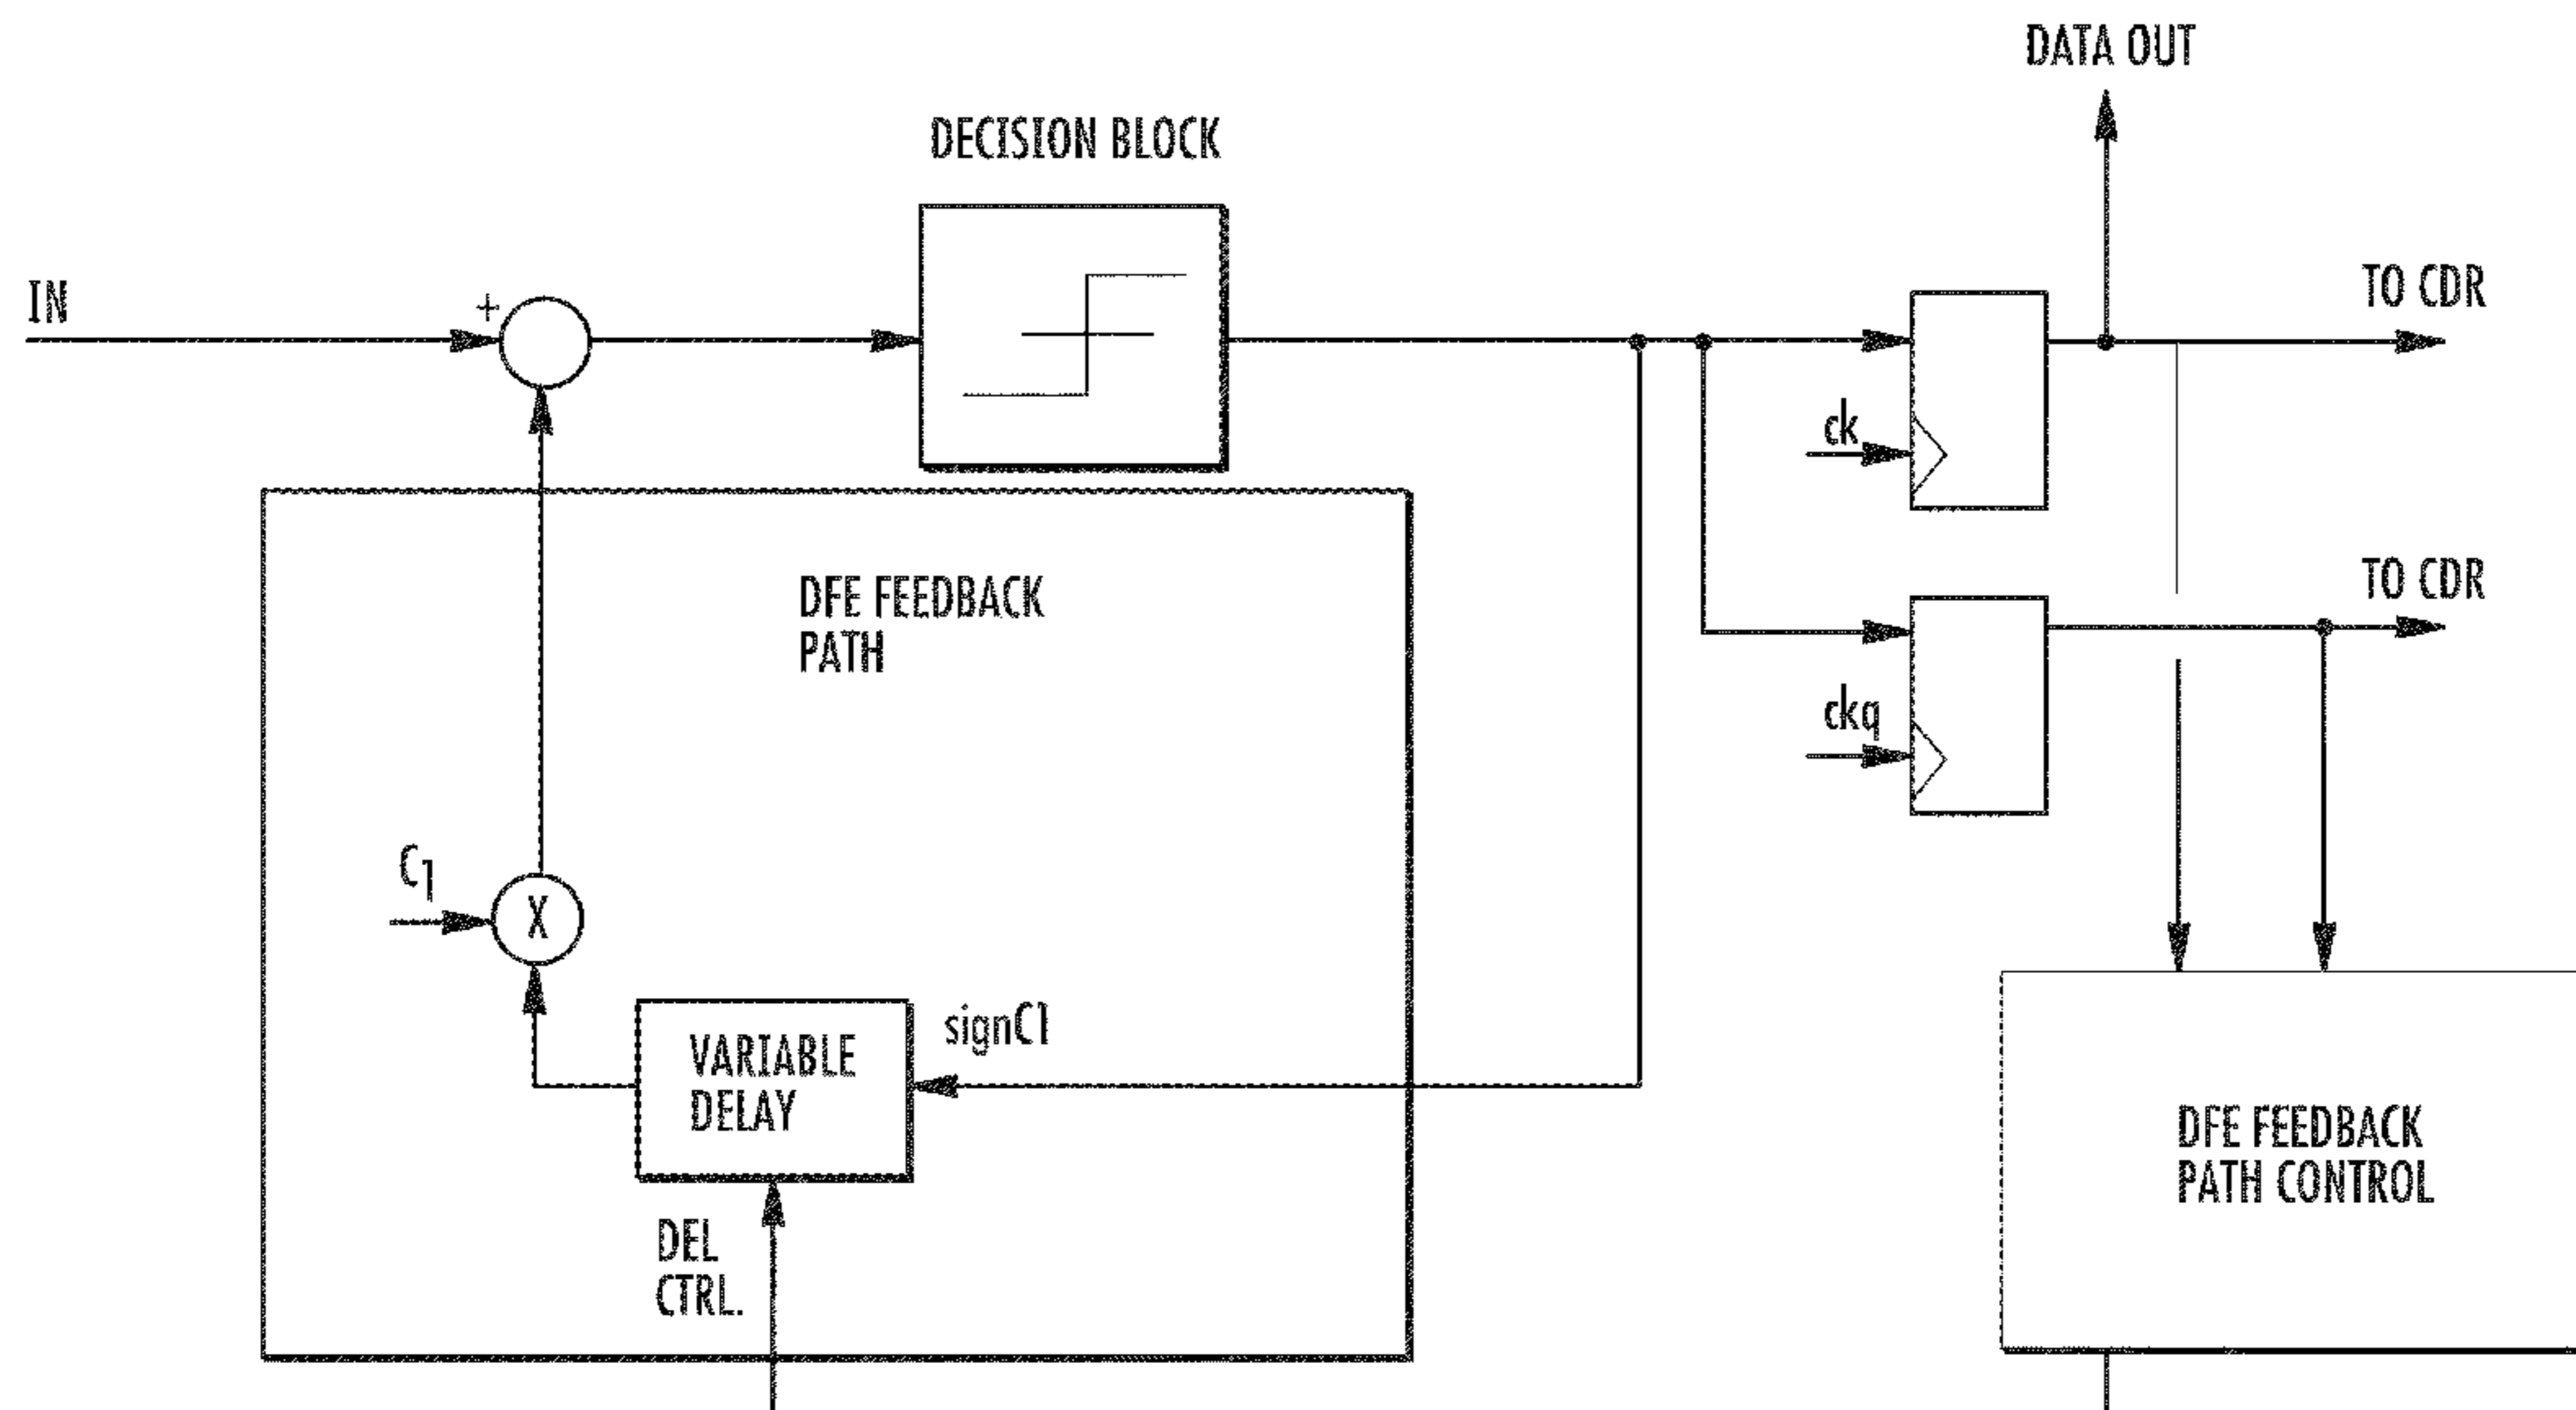 DATA OUT
DECISION BLOCK
IN
+
TO CDR
ck
DFE FEEDBACK
PATH
TO CDR
ckq
C1
X
VARIABLE
DELAY
signC1
DFE FEEDBACK
PATH CONTROL
DEL
CTRL.